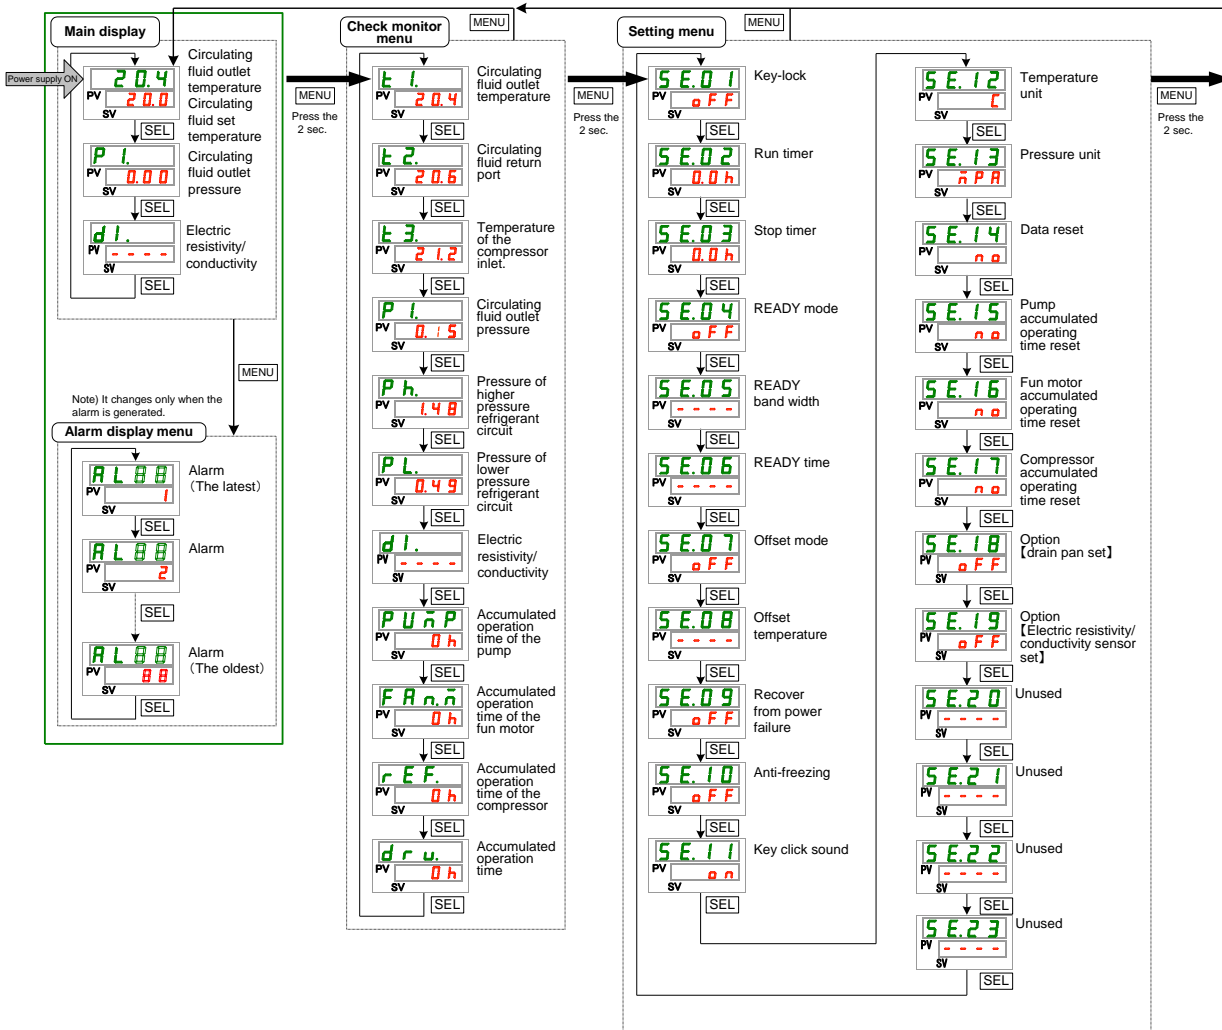 Main display
Power supply ON
20.4
PV
20.0
SV
Circulating
fluid outlet
temperature
Circulating
fluid set
temperature
SEL
P 1.
PV
0.00
SV
Circulating
fluid outlet
pressure
SEL
d1.
PV
- - - -
SV
Electric
resistivity/
conductivity
SEL
MENU
Note) It changes only when the
alarm is generated.
Alarm display menu
AL88
PV
1
SV
Alarm
（The latest）
SEL
AL88
PV
2
SV
Alarm
SEL
AL88
PV
88
SV
Alarm
（The oldest）
SEL
MENU
Press the
2 sec.
MENU
Check monitor
menu
t 1.
PV
20.4
SV
Circulating
fluid outlet
temperature
SEL
t 2.
PV
20.6
SV
Circulating
fluid return
port
SEL
t 3.
PV
21.2
SV
Temperature
of the
compressor
inlet.
SEL
P 1.
PV
0.15
SV
Circulating
fluid outlet
pressure
SEL
Ph.
PV
1.48
SV
Pressure of
higher
pressure
refrigerant
circuit
SEL
PL.
PV
0.49
SV
Pressure of
lower
pressure
refrigerant
circuit
SEL
d1.
PV
- - - -
SV
Electric
resistivity/
conductivity
SEL
PUmP
PV
0h
SV
Accumulated
operation
time of the
pump
SEL
FAn.m
PV
0h
SV
Accumulated
operation
time of the
fun motor
SEL
rEF.
PV
0h
SV
Accumulated
operation
time of the
compressor
SEL
dru.
PV
0h
SV
Accumulated
operation
time
SEL
MENU
Press the
2 sec.
MENU
Setting menu
SE.01
PV
oFF
SV
Key-lock
SEL
SE.02
PV
0.0h
SV
Run timer
SEL
SE.03
PV
0.0h
SV
Stop timer
SEL
SE.04
PV
oFF
SV
READY mode
SEL
SE.05
PV
- - - -
SV
READY
band width
SEL
SE.06
PV
- - - -
SV
READY time
SEL
SE.07
PV
oFF
SV
Offset mode
SEL
SE.08
PV
- - - -
SV
Offset
temperature
SEL
SE.09
PV
oFF
SV
Recover
from power
failure
SEL
SE.10
PV
oFF
SV
Anti-freezing
SEL
SE.11
PV
on
SV
Key click sound
SEL
SE.12
PV
C
SV
Temperature
unit
SEL
SE.13
PV
mPA
SV
Pressure unit
SEL
SE.14
PV
no
SV
Data reset
SEL
SE.15
PV
no
SV
Pump
accumulated
operating
time reset
SEL
SE.16
PV
no
SV
Fun motor
accumulated
operating
time reset
SEL
SE.17
PV
no
SV
Compressor
accumulated
operating
time reset
SEL
SE.18
PV
oFF
SV
Option
【drain pan set】
SEL
SE.19
PV
oFF
SV
Option
【Electric resistivity/
conductivity sensor
set】
SEL
SE.20
PV
- - - -
SV
Unused
SEL
SE.21
PV
- - - -
SV
Unused
SEL
SE.22
PV
- - - -
SV
Unused
SEL
SE.23
PV
- - - -
SV
Unused
SEL
MENU
Press the
2 sec.